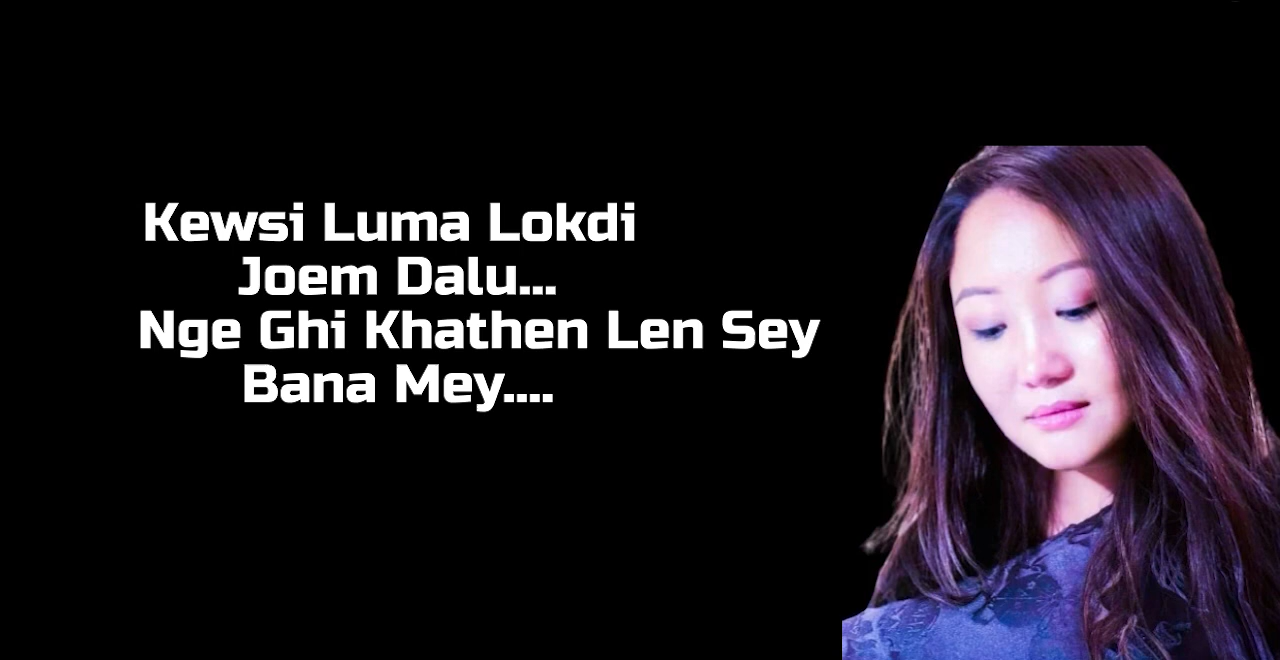 Kewsi Luma Lokdi
Joem Dalu...
Nge Ghi Khathen Len Sey
Bana Mey....